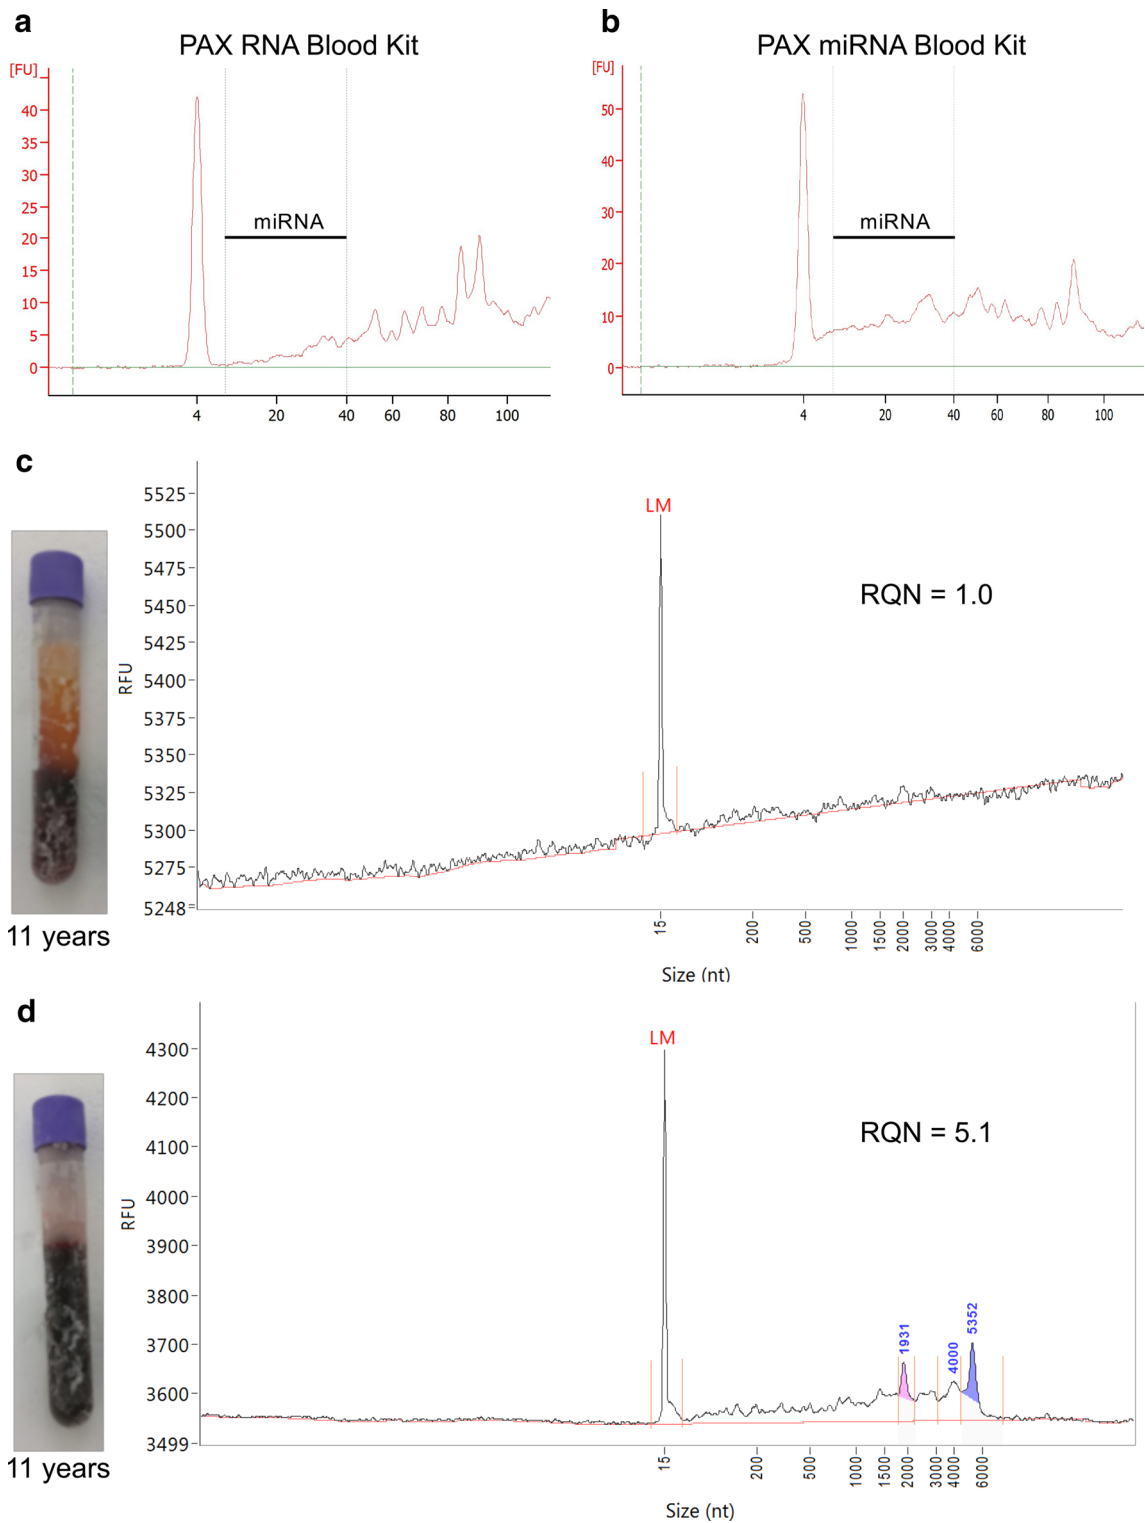 a
PAX RNA Blood Kit
[FU]
40
35
30
25
20
15
10
5
0
miRNA
4 20 40 60 80 100
b
PAX miRNA Blood Kit
[FU]
50
40
30
20
10
0
miRNA
4 20 40 60 80 100
c
11 years
5525
5500
5475
5450
5425
5400
5375
5350
5325
5300
5275
5248
RFU
LM
RQN = 1.0
15 200 500 1000 1500 2000 3000 4000 6000
Size (nt)
d
11 years
4300
4200
4100
4000
3900
3800
3700
3600
3499
RFU
LM
RQN = 5.1
1931 4000 5352
15 200 500 1000 1500 2000 3000 4000 6000
Size (nt)